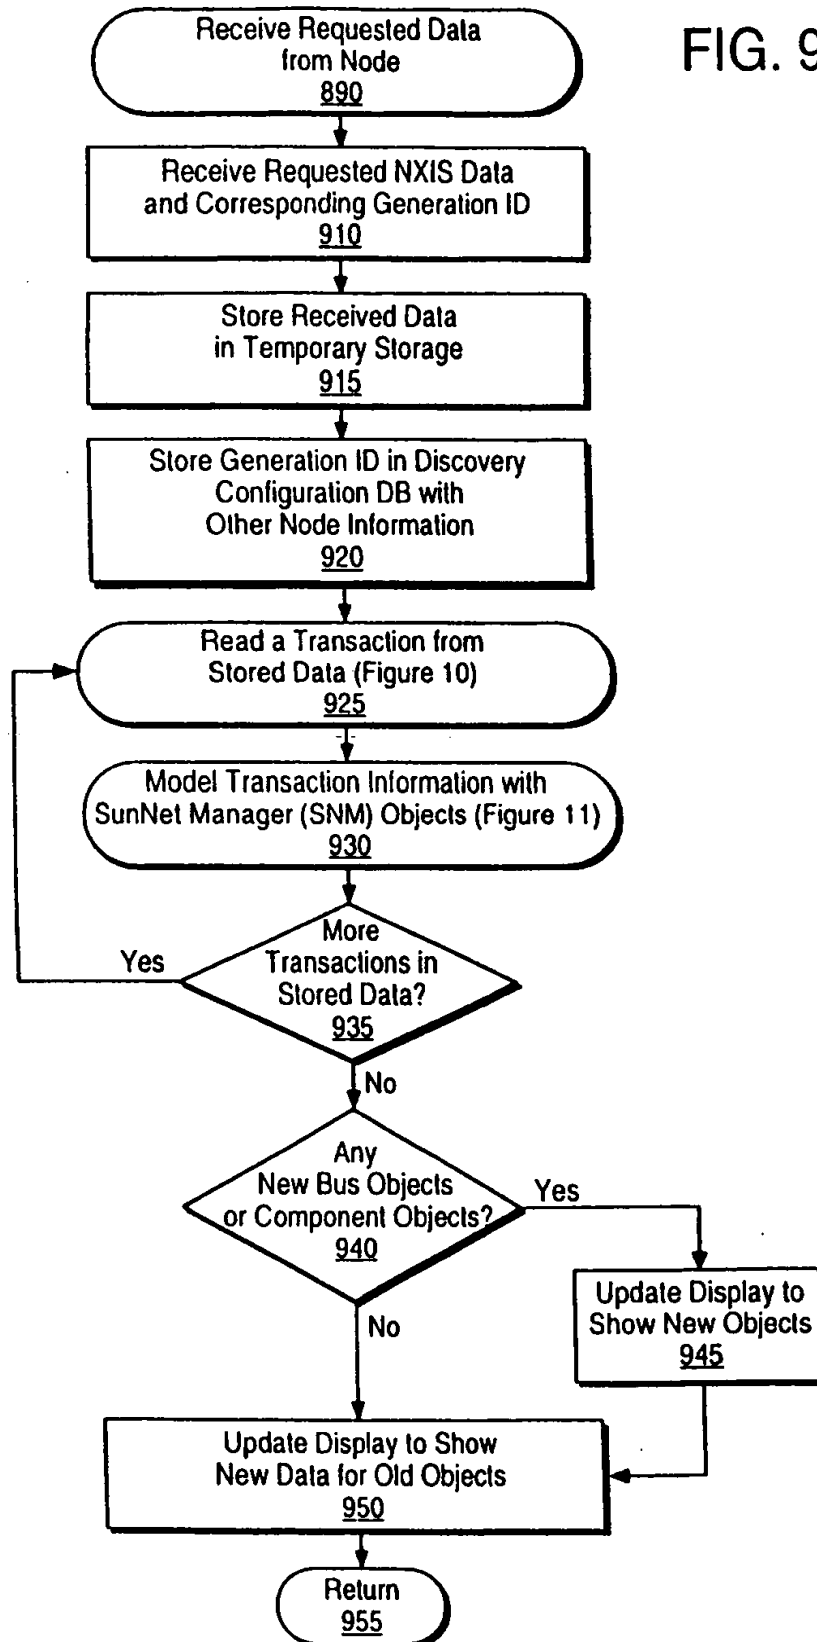 Receive Requested Data
from Node
890
FIG. 9
Receive Requested NXIS Data
and Corresponding Generation ID
910
Store Received Data
in Temporary Storage
915
Store Generation ID in Discovery
Configuration DB with
Other Node Information
920
Read a Transaction from
Stored Data (Figure 10)
925
Model Transaction Information with
SunNet Manager (SNM) Objects (Figure 11)
930
More
Transactions in
Stored Data?
935
Yes
No
Any
New Bus Objects
or Component Objects?
940
Yes
No
Update Display to
Show New Objects
945
Update Display to Show
New Data for Old Objects
950
Return
955